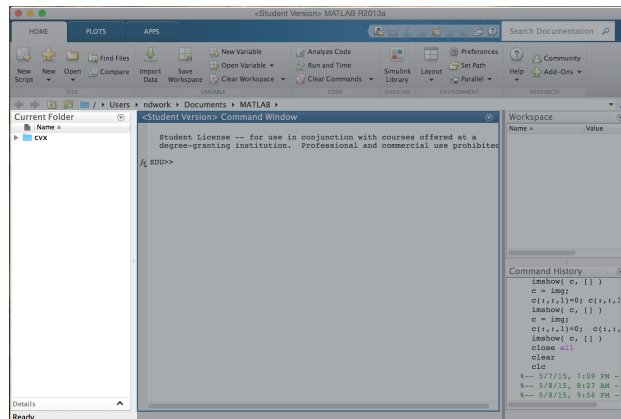 <Student Version> MATLAB R2013a
HOME PLOTS APPS Search Documentation
New Script New Open Find Files Compare Import Data Save Workspace New Variable Open Variable Clear Workspace Analyze Code Run and Time Clear Commands Simulink Library Layout Preferences Set Path Parallel Help Community Add-Ons
FILE VARIABLE CODE SIMULINK ENVIRONMENT RESOURCES
/ Users ndwork Documents MATLAB
Current Folder
Name
cvx
Details
Ready
<Student Version> Command Window
Student License -- for use in conjunction with courses offered at a
degree-granting institution. Professional and commercial use prohibited
fx EDU>>
Workspace
Name Value
Command History
imshow( c, [] )
c = img;
c(:,:,1)=0; c(:,:,3
imshow( c, [] )
c = img;
c(:,:,1)=0; c(:,:,
imshow( c, [] )
close all
clear
clc
%-- 5/7/15, 7:09 PM -
%-- 5/8/15, 8:27 AM -
%-- 5/8/15, 9:56 PM -